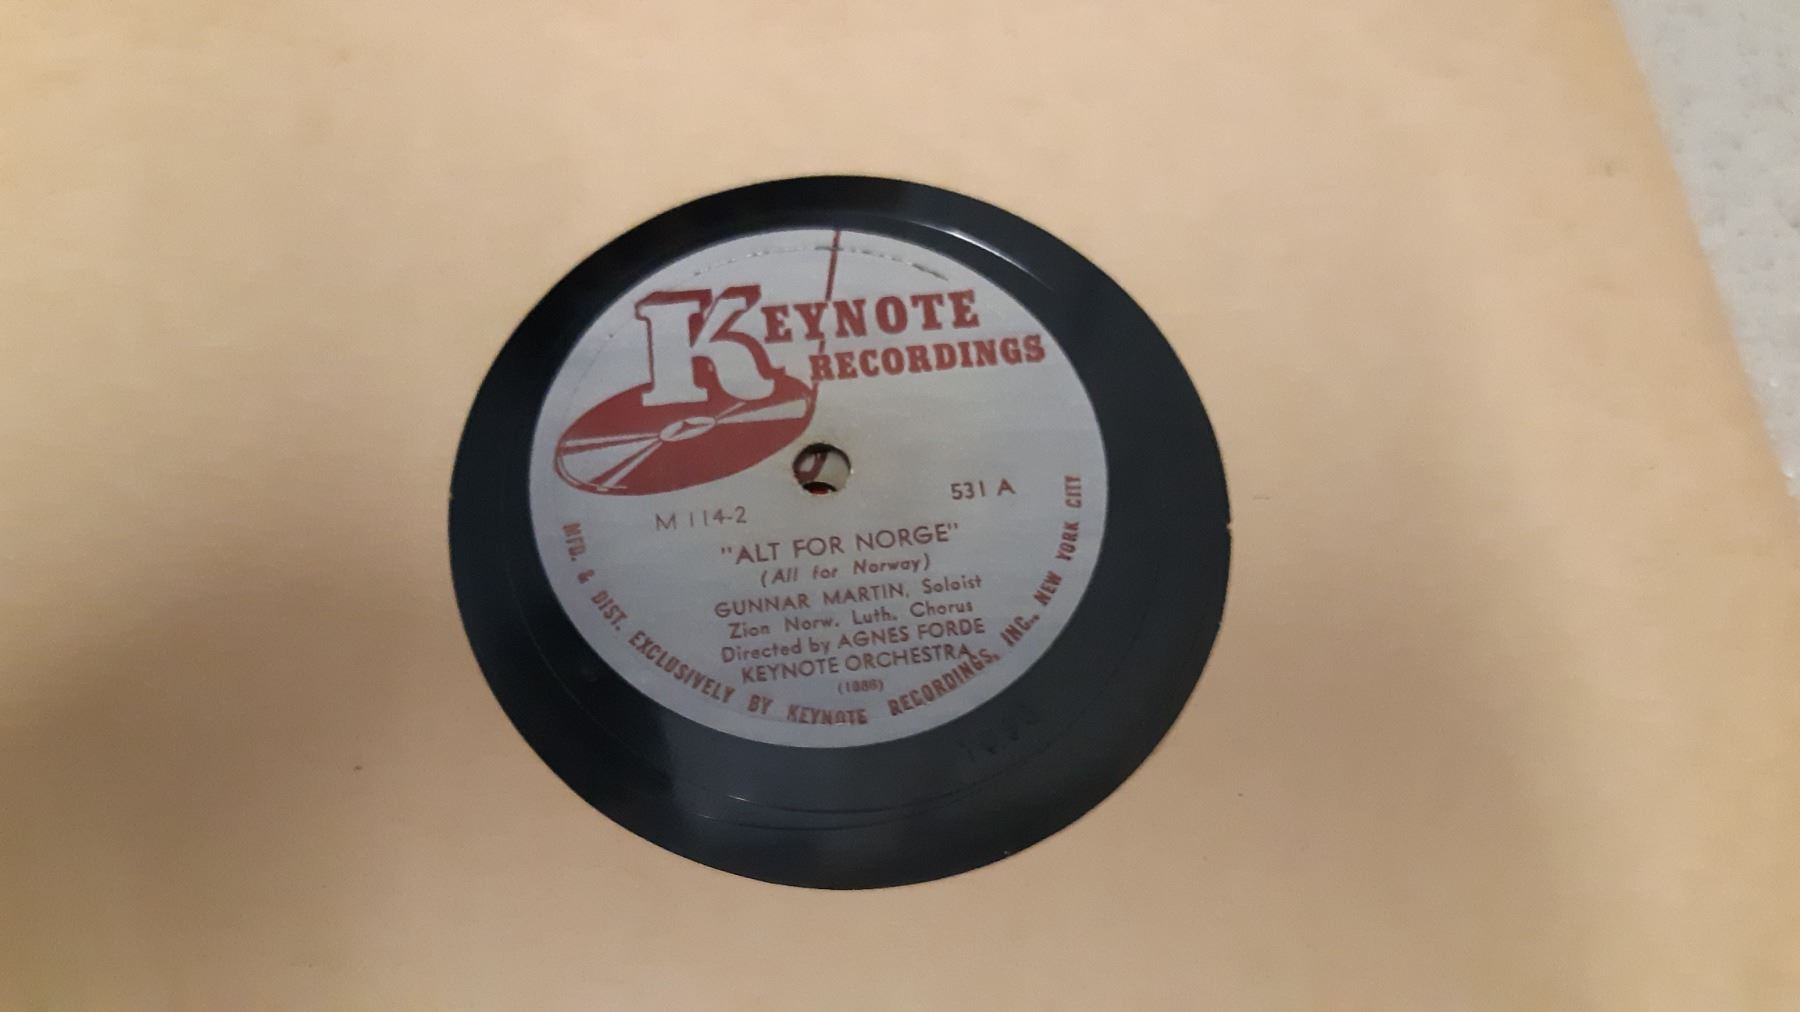 KEYNOTE
RECORDINGS
M 114-2
531 A
"ALT FOR NORGE"
(All for Norway)
GUNNAR MARTIN, Soloist
Zion Norw. Luth. Chorus
Directed by AGNES FORDE
KEYNOTE ORCHESTRA
(1886)
MFD. & DIST. EXCLUSIVELY BY KEYNOTE RECORDINGS, INC., NEW YORK CITY